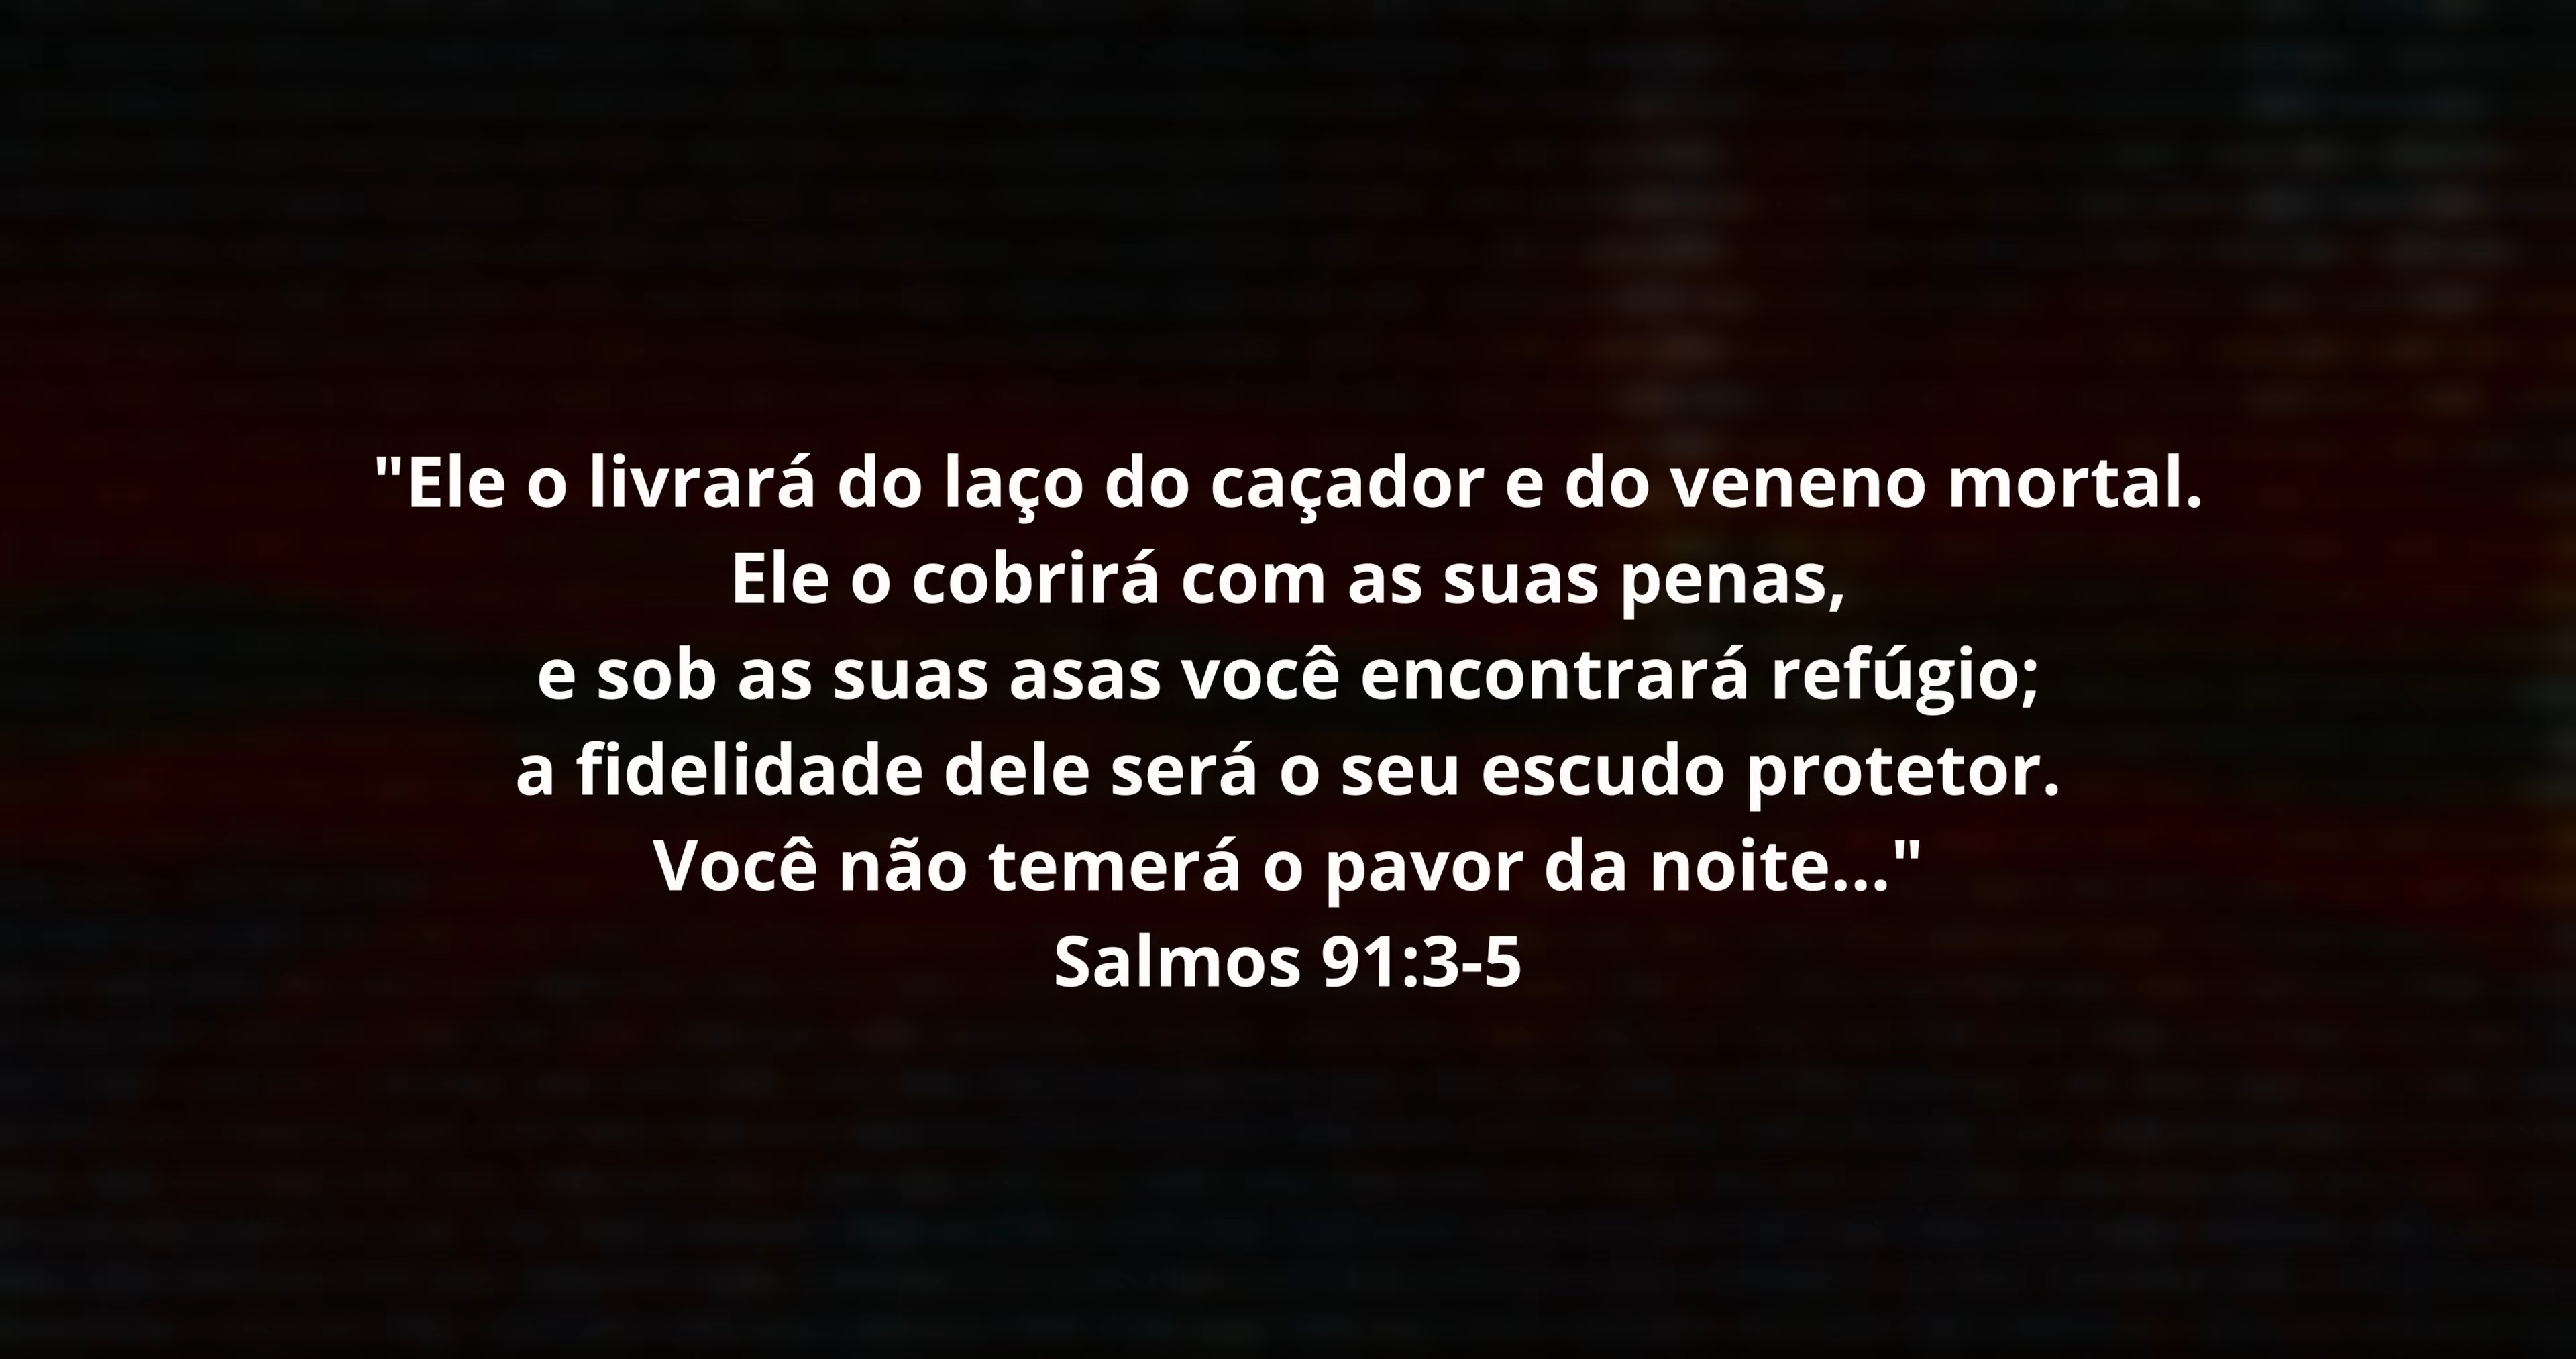 "Ele o livrará do laço do caçador e do veneno mortal.
Ele o cobrirá com as suas penas,
e sob as suas asas você encontrará refúgio;
a fidelidade dele será o seu escudo protetor.
Você não temerá o pavor da noite..."
Salmos 91:3-5